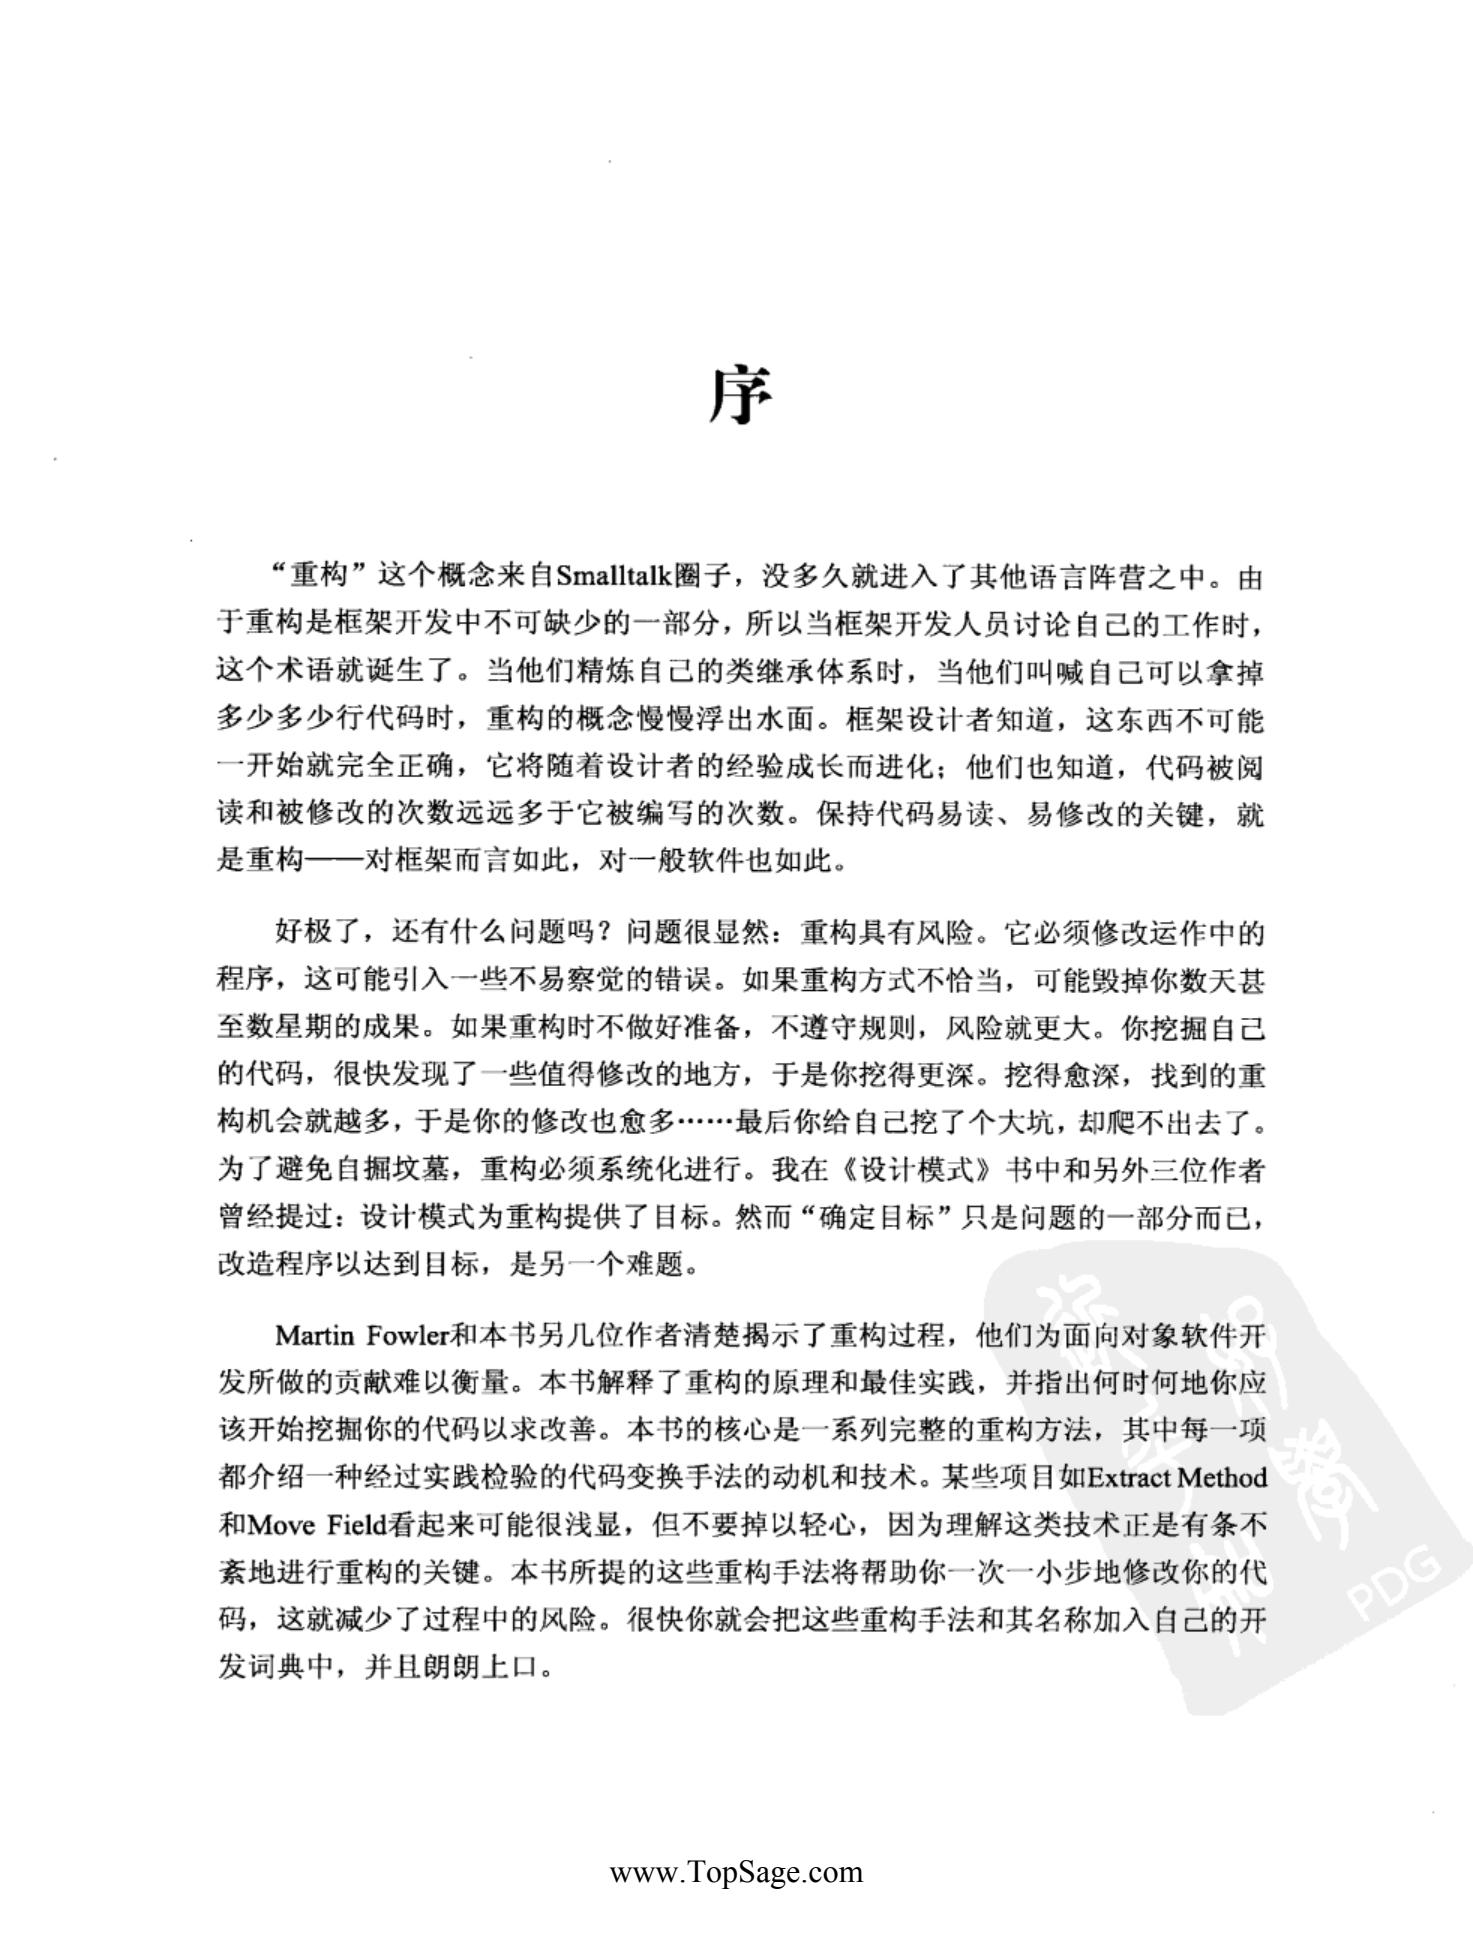 序
“重构”这个概念来自Smalltalk圈子，没多久就进入了其他语言阵营之中。由
于重构是框架开发中不可缺少的一部分，所以当框架开发人员讨论自己的工作时，
这个术语就诞生了。当他们精炼自己的类继承体系时，当他们叫喊自己可以拿掉
多少多少行代码时，重构的概念慢慢浮出水面。框架设计者知道，这东西不可能
一开始就完全正确，它将随着设计者的经验成长而进化；他们也知道，代码被阅
读和被修改的次数远远多于它被编写的次数。保持代码易读、易修改的关键，就
是重构——对框架而言如此，对一般软件也如此。
好极了，还有什么问题吗？问题很显然：重构具有风险。它必须修改运作中的
程序，这可能引入一些不易察觉的错误。如果重构方式不恰当，可能毁掉你数天甚
至数星期的成果。如果重构时不做好准备，不遵守规则，风险就更大。你挖掘自己
的代码，很快发现了一些值得修改的地方，于是你挖得更深。挖得愈深，找到的重
构机会就越多，于是你的修改也愈多……最后你给自己挖了个大坑，却爬不出去了。
为了避免自掘坟墓，重构必须系统化进行。我在《设计模式》书中和另外三位作者
曾经提过：设计模式为重构提供了目标。然而“确定目标”只是问题的一部分而已，
改造程序以达到目标，是另一个难题。
Martin Fowler和本书另几位作者清楚揭示了重构过程，他们为面向对象软件开
发所做的贡献难以衡量。本书解释了重构的原理和最佳实践，并指出何时何地你应
该开始挖掘你的代码以求改善。本书的核心是一系列完整的重构方法，其中每一项
都介绍一种经过实践检验的代码变换手法的动机和技术。某些项目如Extract Method
和Move Field看起来可能很浅显，但不要掉以轻心，因为理解这类技术正是有条不
紊地进行重构的关键。本书所提的这些重构手法将帮助你一次一小步地修改你的代
码，这就减少了过程中的风险。很快你就会把这些重构手法和其名称加入自己的开
发词典中，并且朗朗上口。
PDG
www.TopSage.com